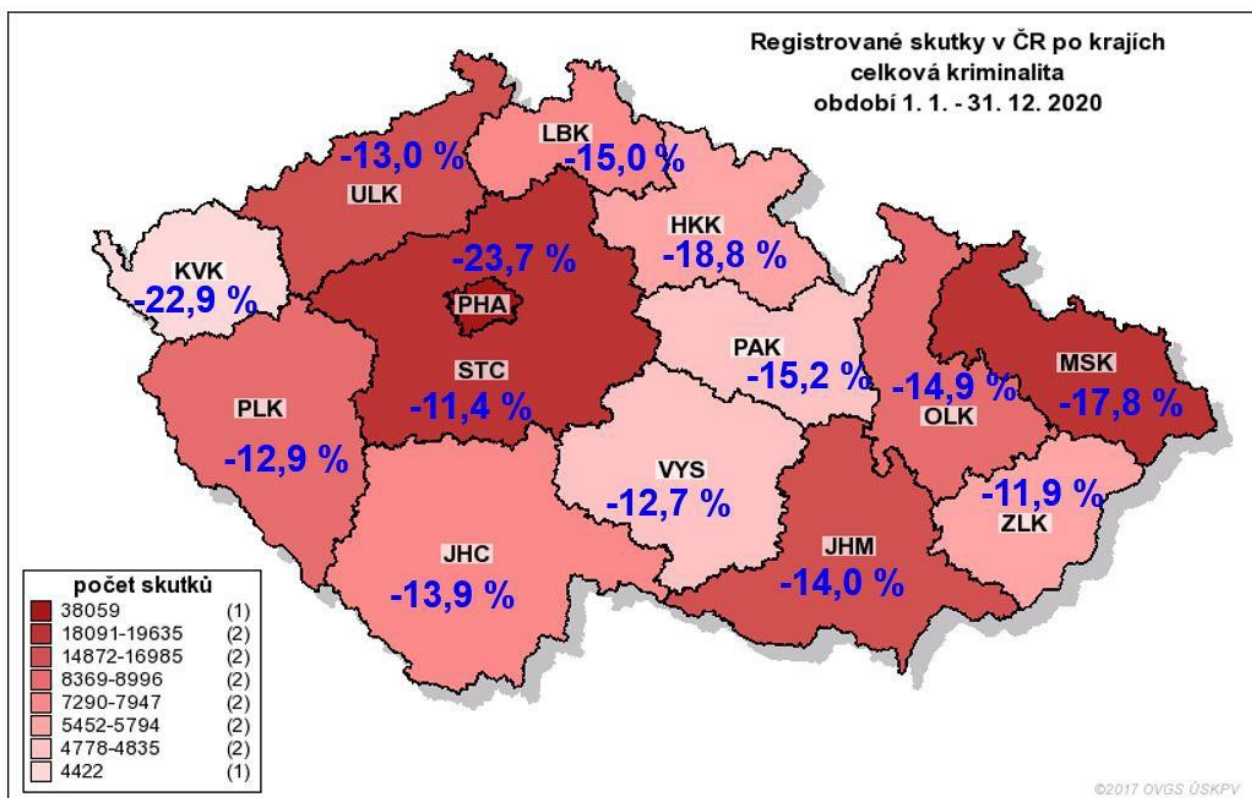 Registrované skutky v ČR po krajích
celková kriminalita
období 1. 1. - 31. 12. 2020
LBK
-15,0 %
-13,0 %
ULK
HKK
-18,8 %
KVK
-22,9 %
-23,7 %
PHA
STC
-11,4 %
PAK
-15,2 %
MSK
-17,8 %
-14,9 %
OLK
PLK
-12,9 %
VYS
-12,7 %
-11,9 %
ZLK
JHC
-13,9 %
JHM
-14,0 %
počet skutků
38059 (1)
18091-19635 (2)
14872-16985 (2)
8369-8996 (2)
7290-7947 (2)
5452-5794 (2)
4778-4835 (2)
4422 (1)
©2017 OVGS ÚSKPV